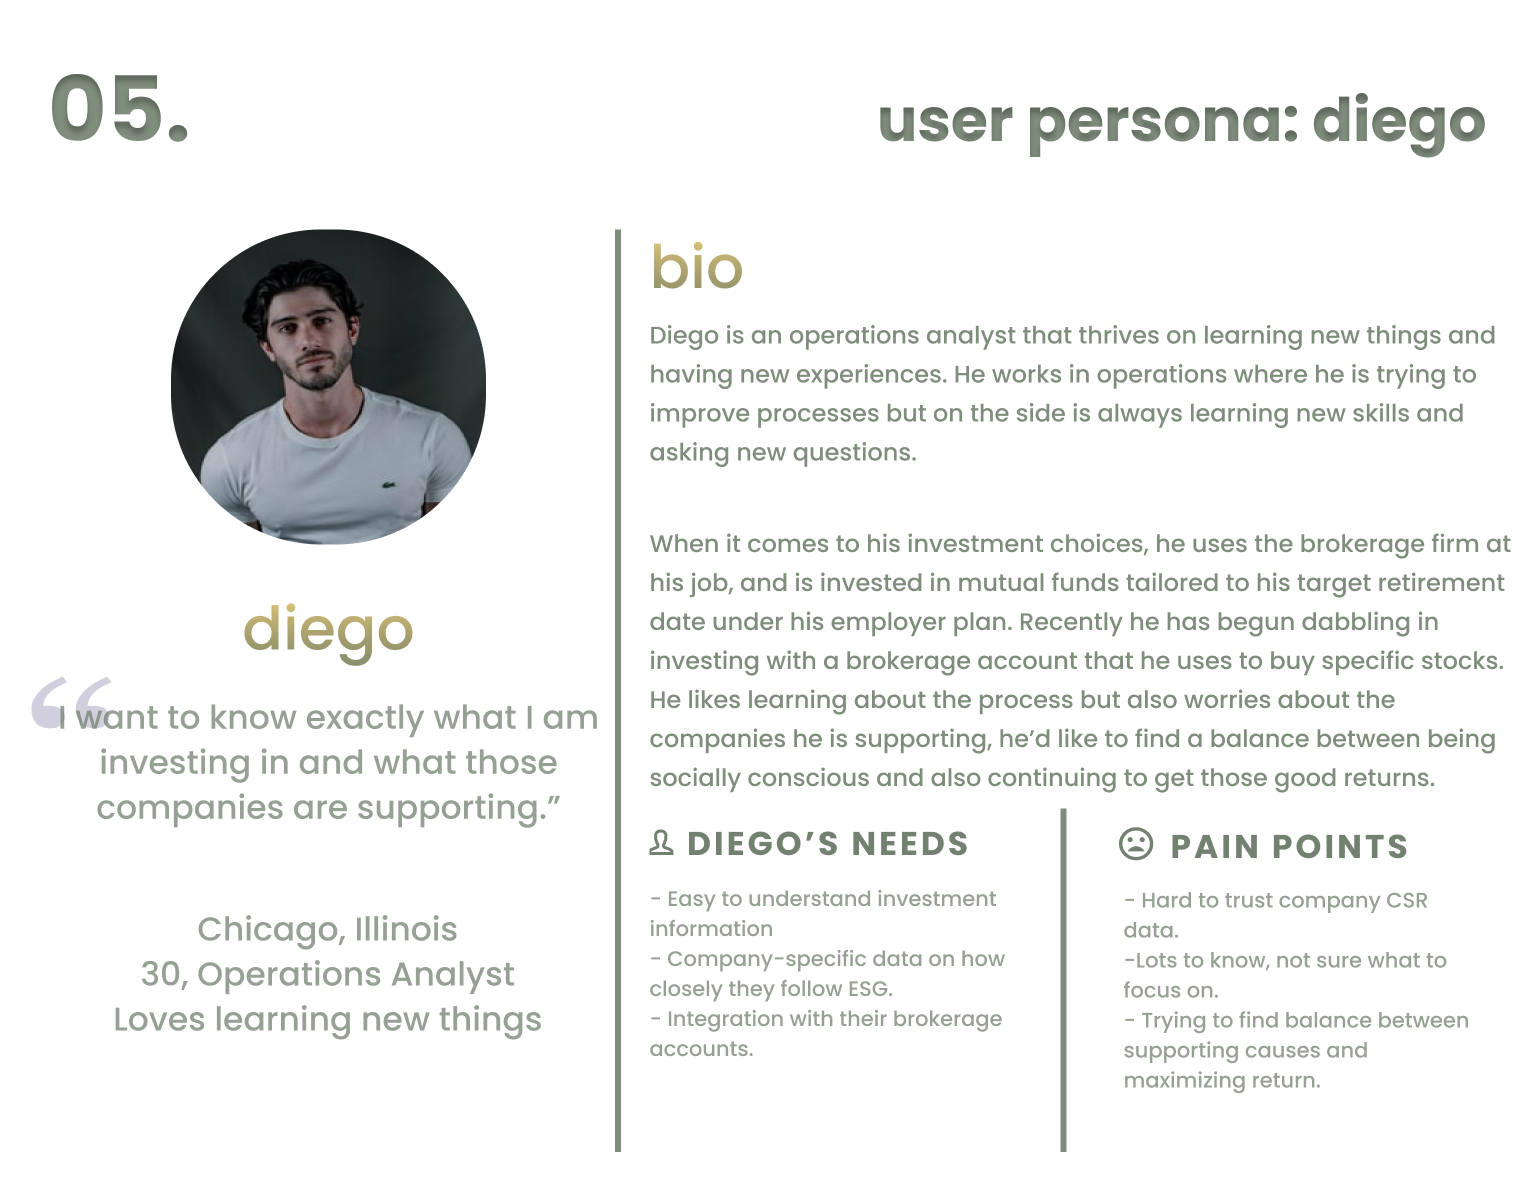 05.
user persona: diego
diego
“I want to know exactly what I am
investing in and what those
companies are supporting.”
Chicago, Illinois
30, Operations Analyst
Loves learning new things
bio
Diego is an operations analyst that thrives on learning new things and
having new experiences. He works in operations where he is trying to
improve processes but on the side is always learning new skills and
asking new questions.
When it comes to his investment choices, he uses the brokerage firm at
his job, and is invested in mutual funds tailored to his target retirement
date under his employer plan. Recently he has begun dabbling in
investing with a brokerage account that he uses to buy specific stocks.
He likes learning about the process but also worries about the
companies he is supporting, he’d like to find a balance between being
socially conscious and also continuing to get those good returns.
DIEGO’S NEEDS
- Easy to understand investment
information
- Company-specific data on how
closely they follow ESG.
- Integration with their brokerage
accounts.
PAIN POINTS
- Hard to trust company CSR
data.
-Lots to know, not sure what to
focus on.
- Trying to find balance between
supporting causes and
maximizing return.